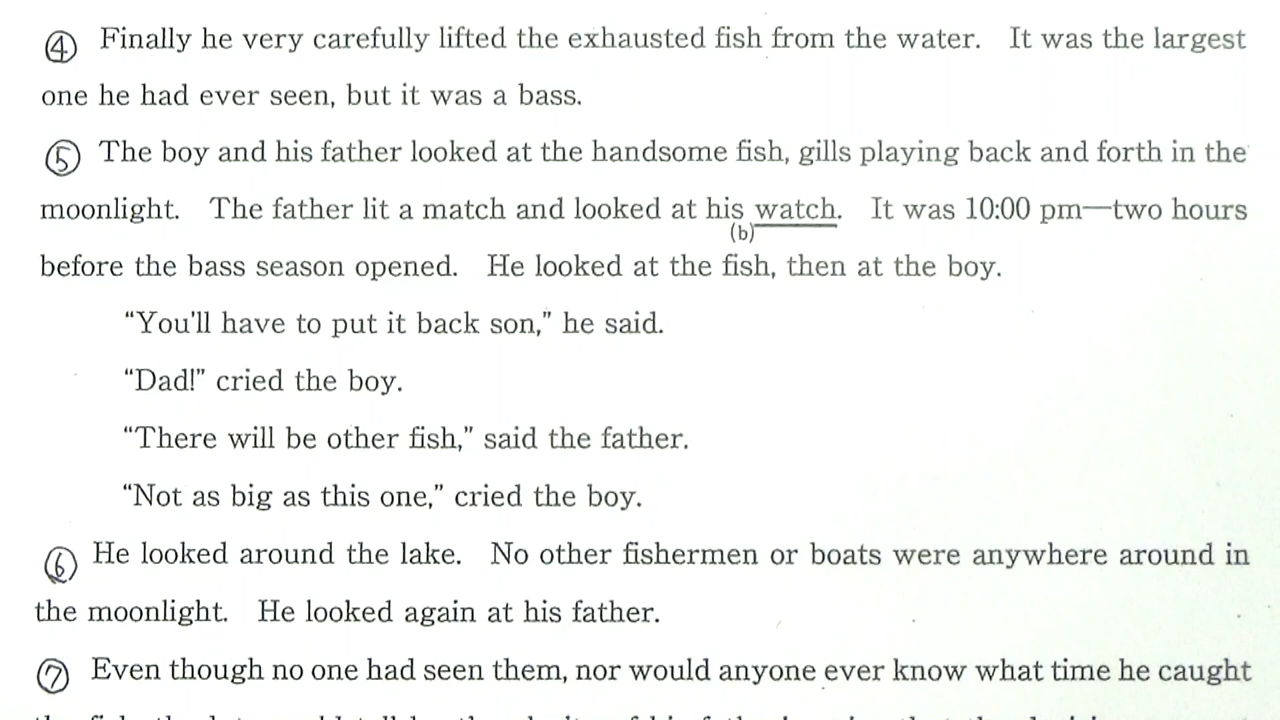 ④ Finally he very carefully lifted the exhausted fish from the water. It was the largest
one he had ever seen, but it was a bass.
⑤ The boy and his father looked at the handsome fish, gills playing back and forth in the
moonlight. The father lit a match and looked at his watch. It was 10:00 pm—two hours
(b)
before the bass season opened. He looked at the fish, then at the boy.
“You'll have to put it back son,” he said.
“Dad!” cried the boy.
“There will be other fish,” said the father.
“Not as big as this one,” cried the boy.
⑥ He looked around the lake. No other fishermen or boats were anywhere around in
the moonlight. He looked again at his father.
⑦ Even though no one had seen them, nor would anyone ever know what time he caught